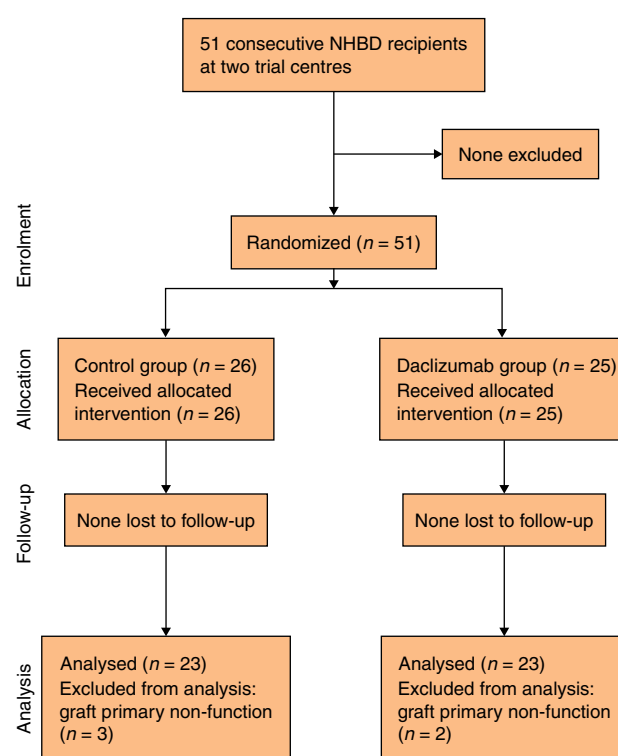 51 consecutive NHBD recipients
at two trial centres
None excluded
Enrolment
Randomized (n = 51)
Allocation
Control group (n = 26)
Received allocated
intervention (n = 26)
Daclizumab group (n = 25)
Received allocated
intervention (n = 25)
Follow-up
None lost to follow-up
None lost to follow-up
Analysis
Analysed (n = 23)
Excluded from analysis:
graft primary non-function
(n = 3)
Analysed (n = 23)
Excluded from analysis:
graft primary non-function
(n = 2)